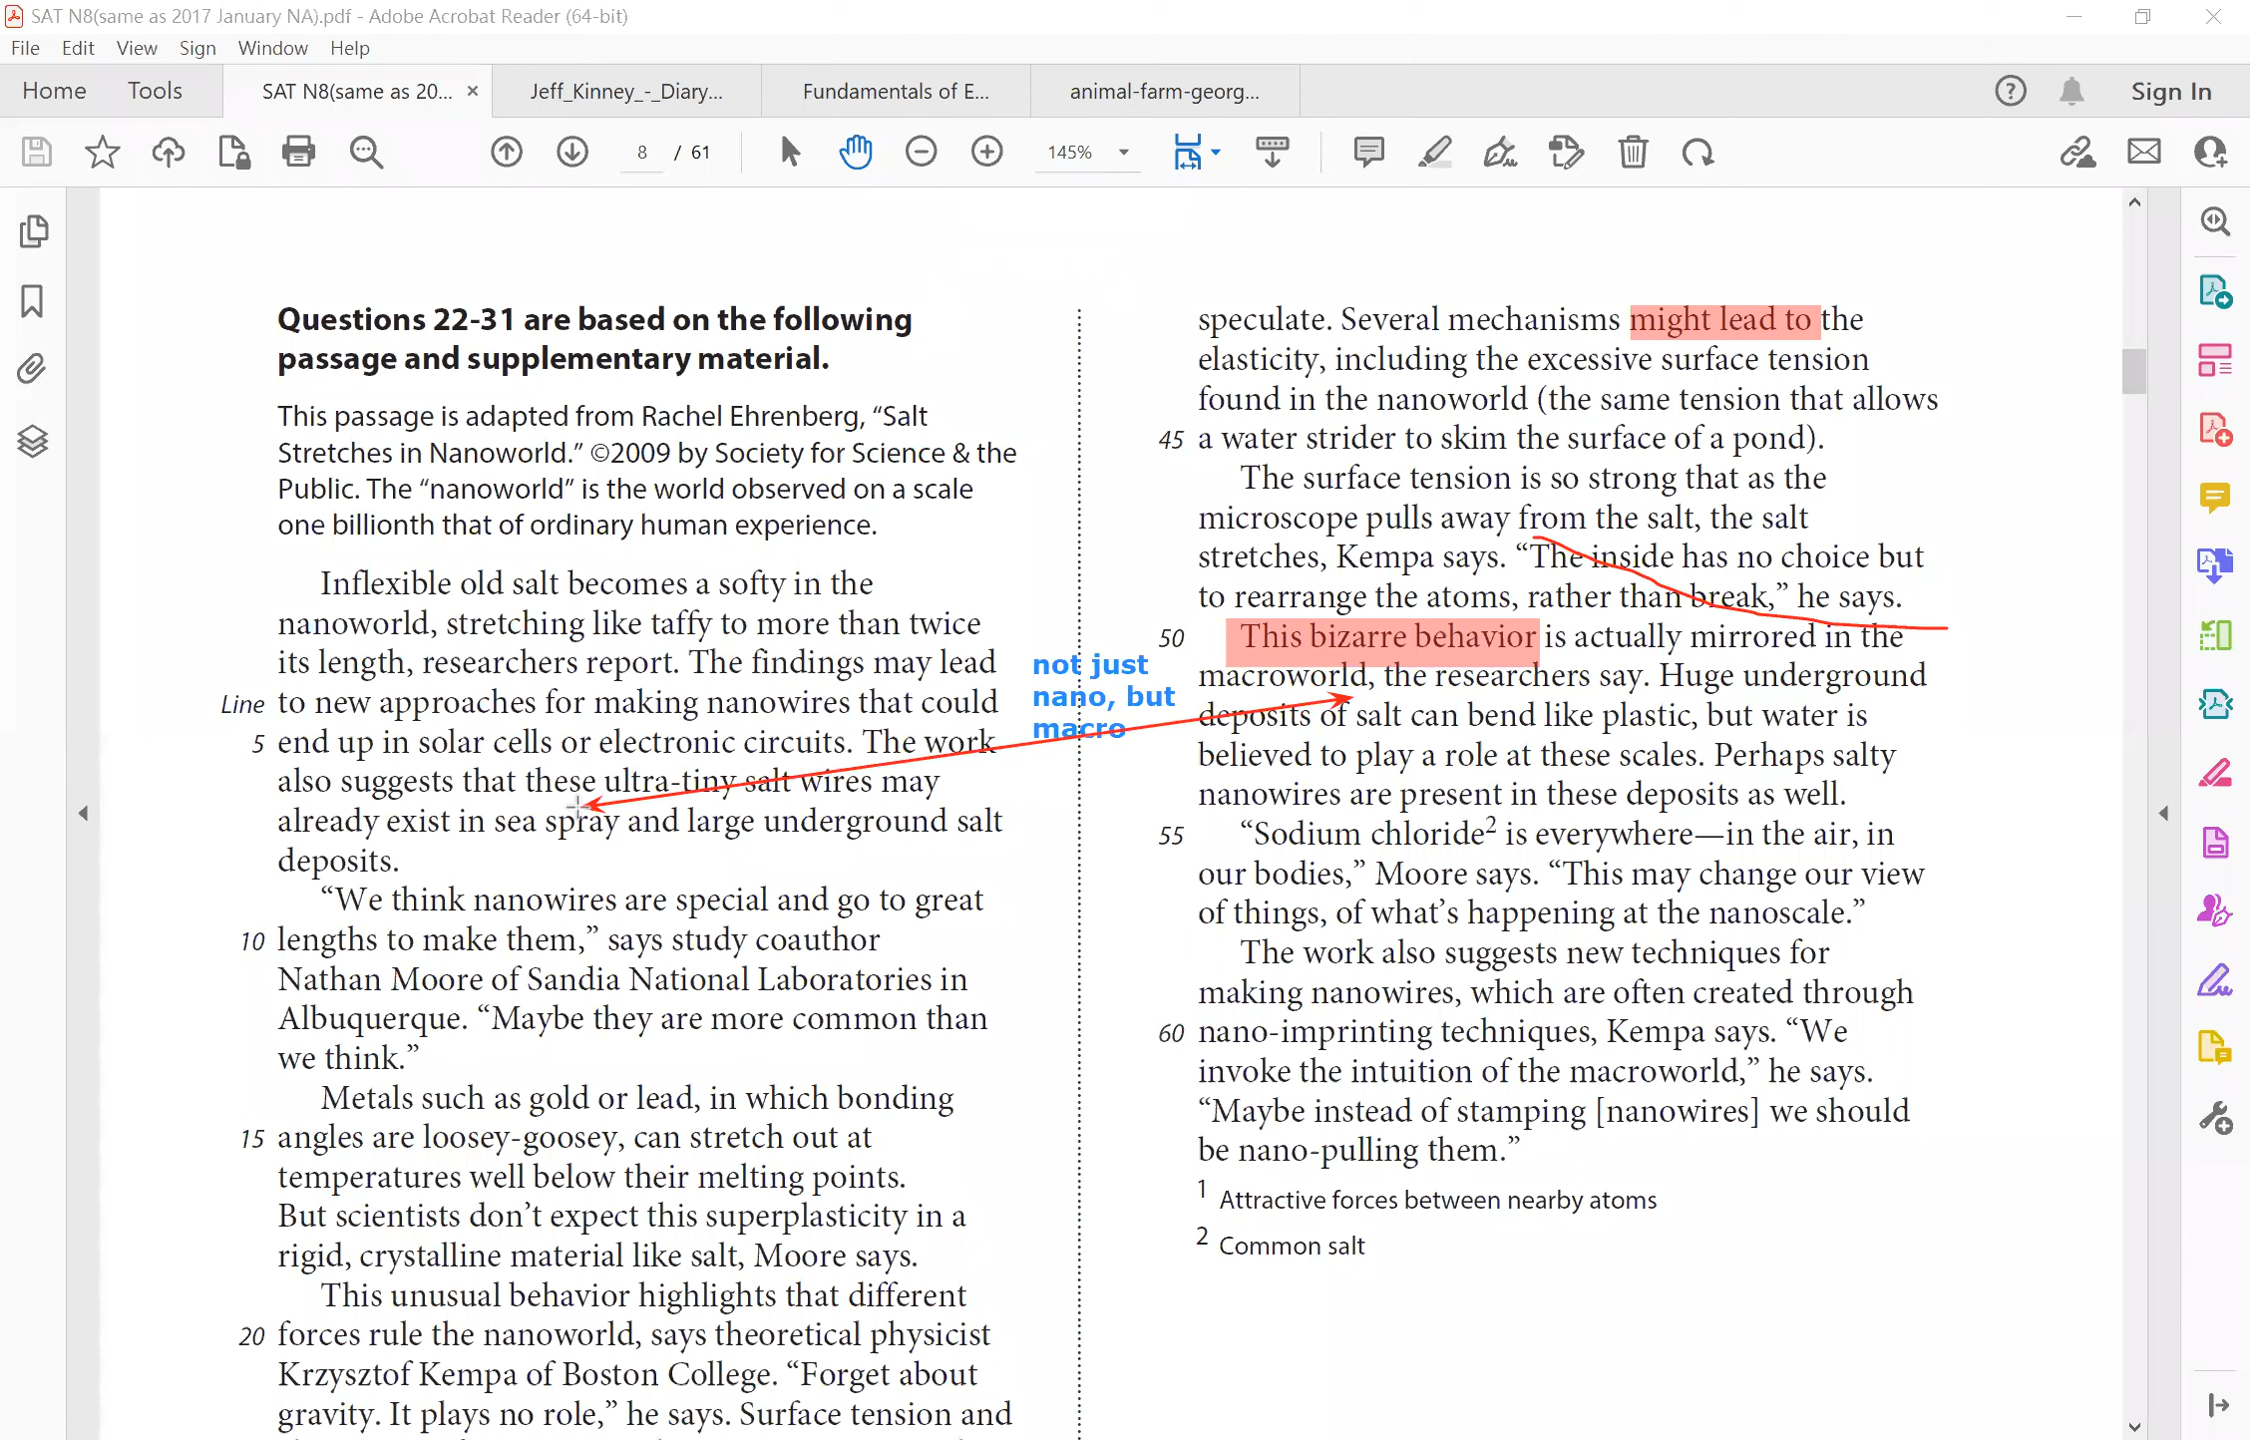 SAT N8(same as 2017 January NA).pdf - Adobe Acrobat Reader (64-bit)
File Edit View Sign Window Help
Home Tools SAT N8(same as 20... × Jeff_Kinney_-_Diary... Fundamentals of E... animal-farm-georg... Sign In
8 / 61 145%
Questions 22-31 are based on the following
passage and supplementary material.
This passage is adapted from Rachel Ehrenberg, “Salt
Stretches in Nanoworld.” ©2009 by Society for Science & the
Public. The “nanoworld” is the world observed on a scale
one billionth that of ordinary human experience.
Inflexible old salt becomes a softy in the
nanoworld, stretching like taffy to more than twice
its length, researchers report. The findings may lead
Line to new approaches for making nanowires that could
5 end up in solar cells or electronic circuits. The work
also suggests that these ultra-tiny salt wires may
already exist in sea spray and large underground salt
deposits.
“We think nanowires are special and go to great
10 lengths to make them,” says study coauthor
Nathan Moore of Sandia National Laboratories in
Albuquerque. “Maybe they are more common than
we think.”
Metals such as gold or lead, in which bonding
15 angles are loosey-goosey, can stretch out at
temperatures well below their melting points.
But scientists don’t expect this superplasticity in a
rigid, crystalline material like salt, Moore says.
This unusual behavior highlights that different
20 forces rule the nanoworld, says theoretical physicist
Krzysztof Kempa of Boston College. “Forget about
gravity. It plays no role,” he says. Surface tension and
not just
nano, but
macro
speculate. Several mechanisms might lead to the
elasticity, including the excessive surface tension
found in the nanoworld (the same tension that allows
45 a water strider to skim the surface of a pond).
The surface tension is so strong that as the
microscope pulls away from the salt, the salt
stretches, Kempa says. “The inside has no choice but
to rearrange the atoms, rather than break,” he says.
50 This bizarre behavior is actually mirrored in the
macroworld, the researchers say. Huge underground
deposits of salt can bend like plastic, but water is
believed to play a role at these scales. Perhaps salty
nanowires are present in these deposits as well.
55 “Sodium chloride2 is everywhere—in the air, in
our bodies,” Moore says. “This may change our view
of things, of what’s happening at the nanoscale.”
The work also suggests new techniques for
making nanowires, which are often created through
60 nano-imprinting techniques, Kempa says. “We
invoke the intuition of the macroworld,” he says.
“Maybe instead of stamping [nanowires] we should
be nano-pulling them.”
1 Attractive forces between nearby atoms
2 Common salt